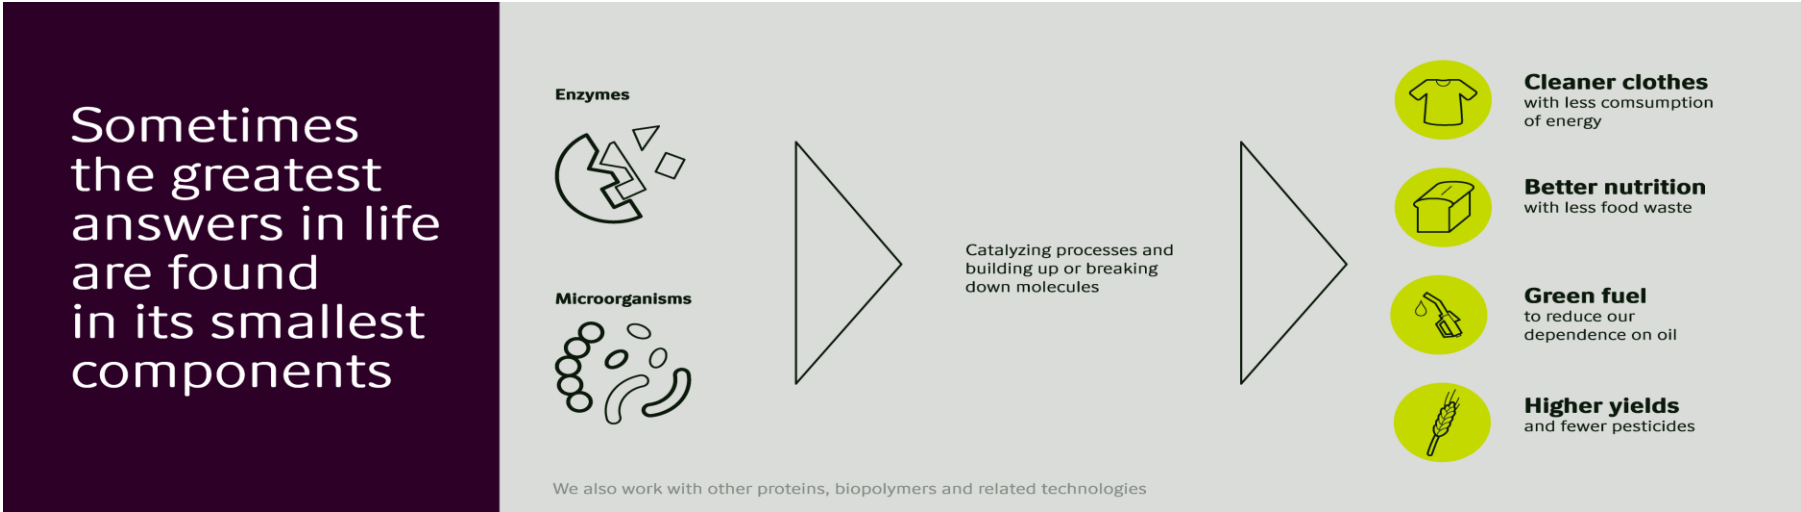 Sometimes
the greatest
answers in life
are found
in its smallest
components
Enzymes
Microorganisms
Catalyzing processes and
building up or breaking
down molecules
Cleaner clothes
with less comsumption
of energy
Better nutrition
with less food waste
Green fuel
to reduce our
dependence on oil
Higher yields
and fewer pesticides
We also work with other proteins, biopolymers and related technologies